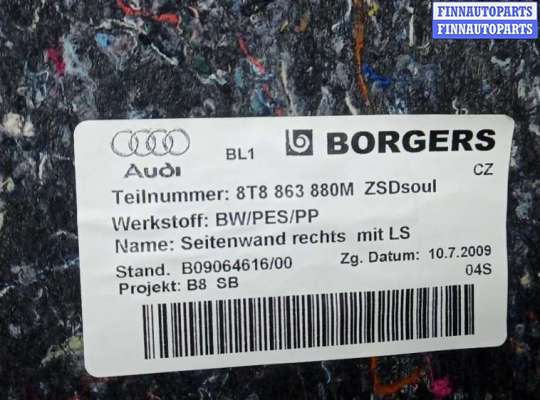 FINNAUTOPARTS
FINNAUTOPARTS
Audi BL1 BORGERS
CZ
Teilnummer: 8T8 863 880M ZSDsoul
Werkstoff: BW/PES/PP
Name: Seitenwand rechts mit LS
Stand. B09064616/00 Zg. Datum: 10.7.2009
Projekt: B8 SB 04S